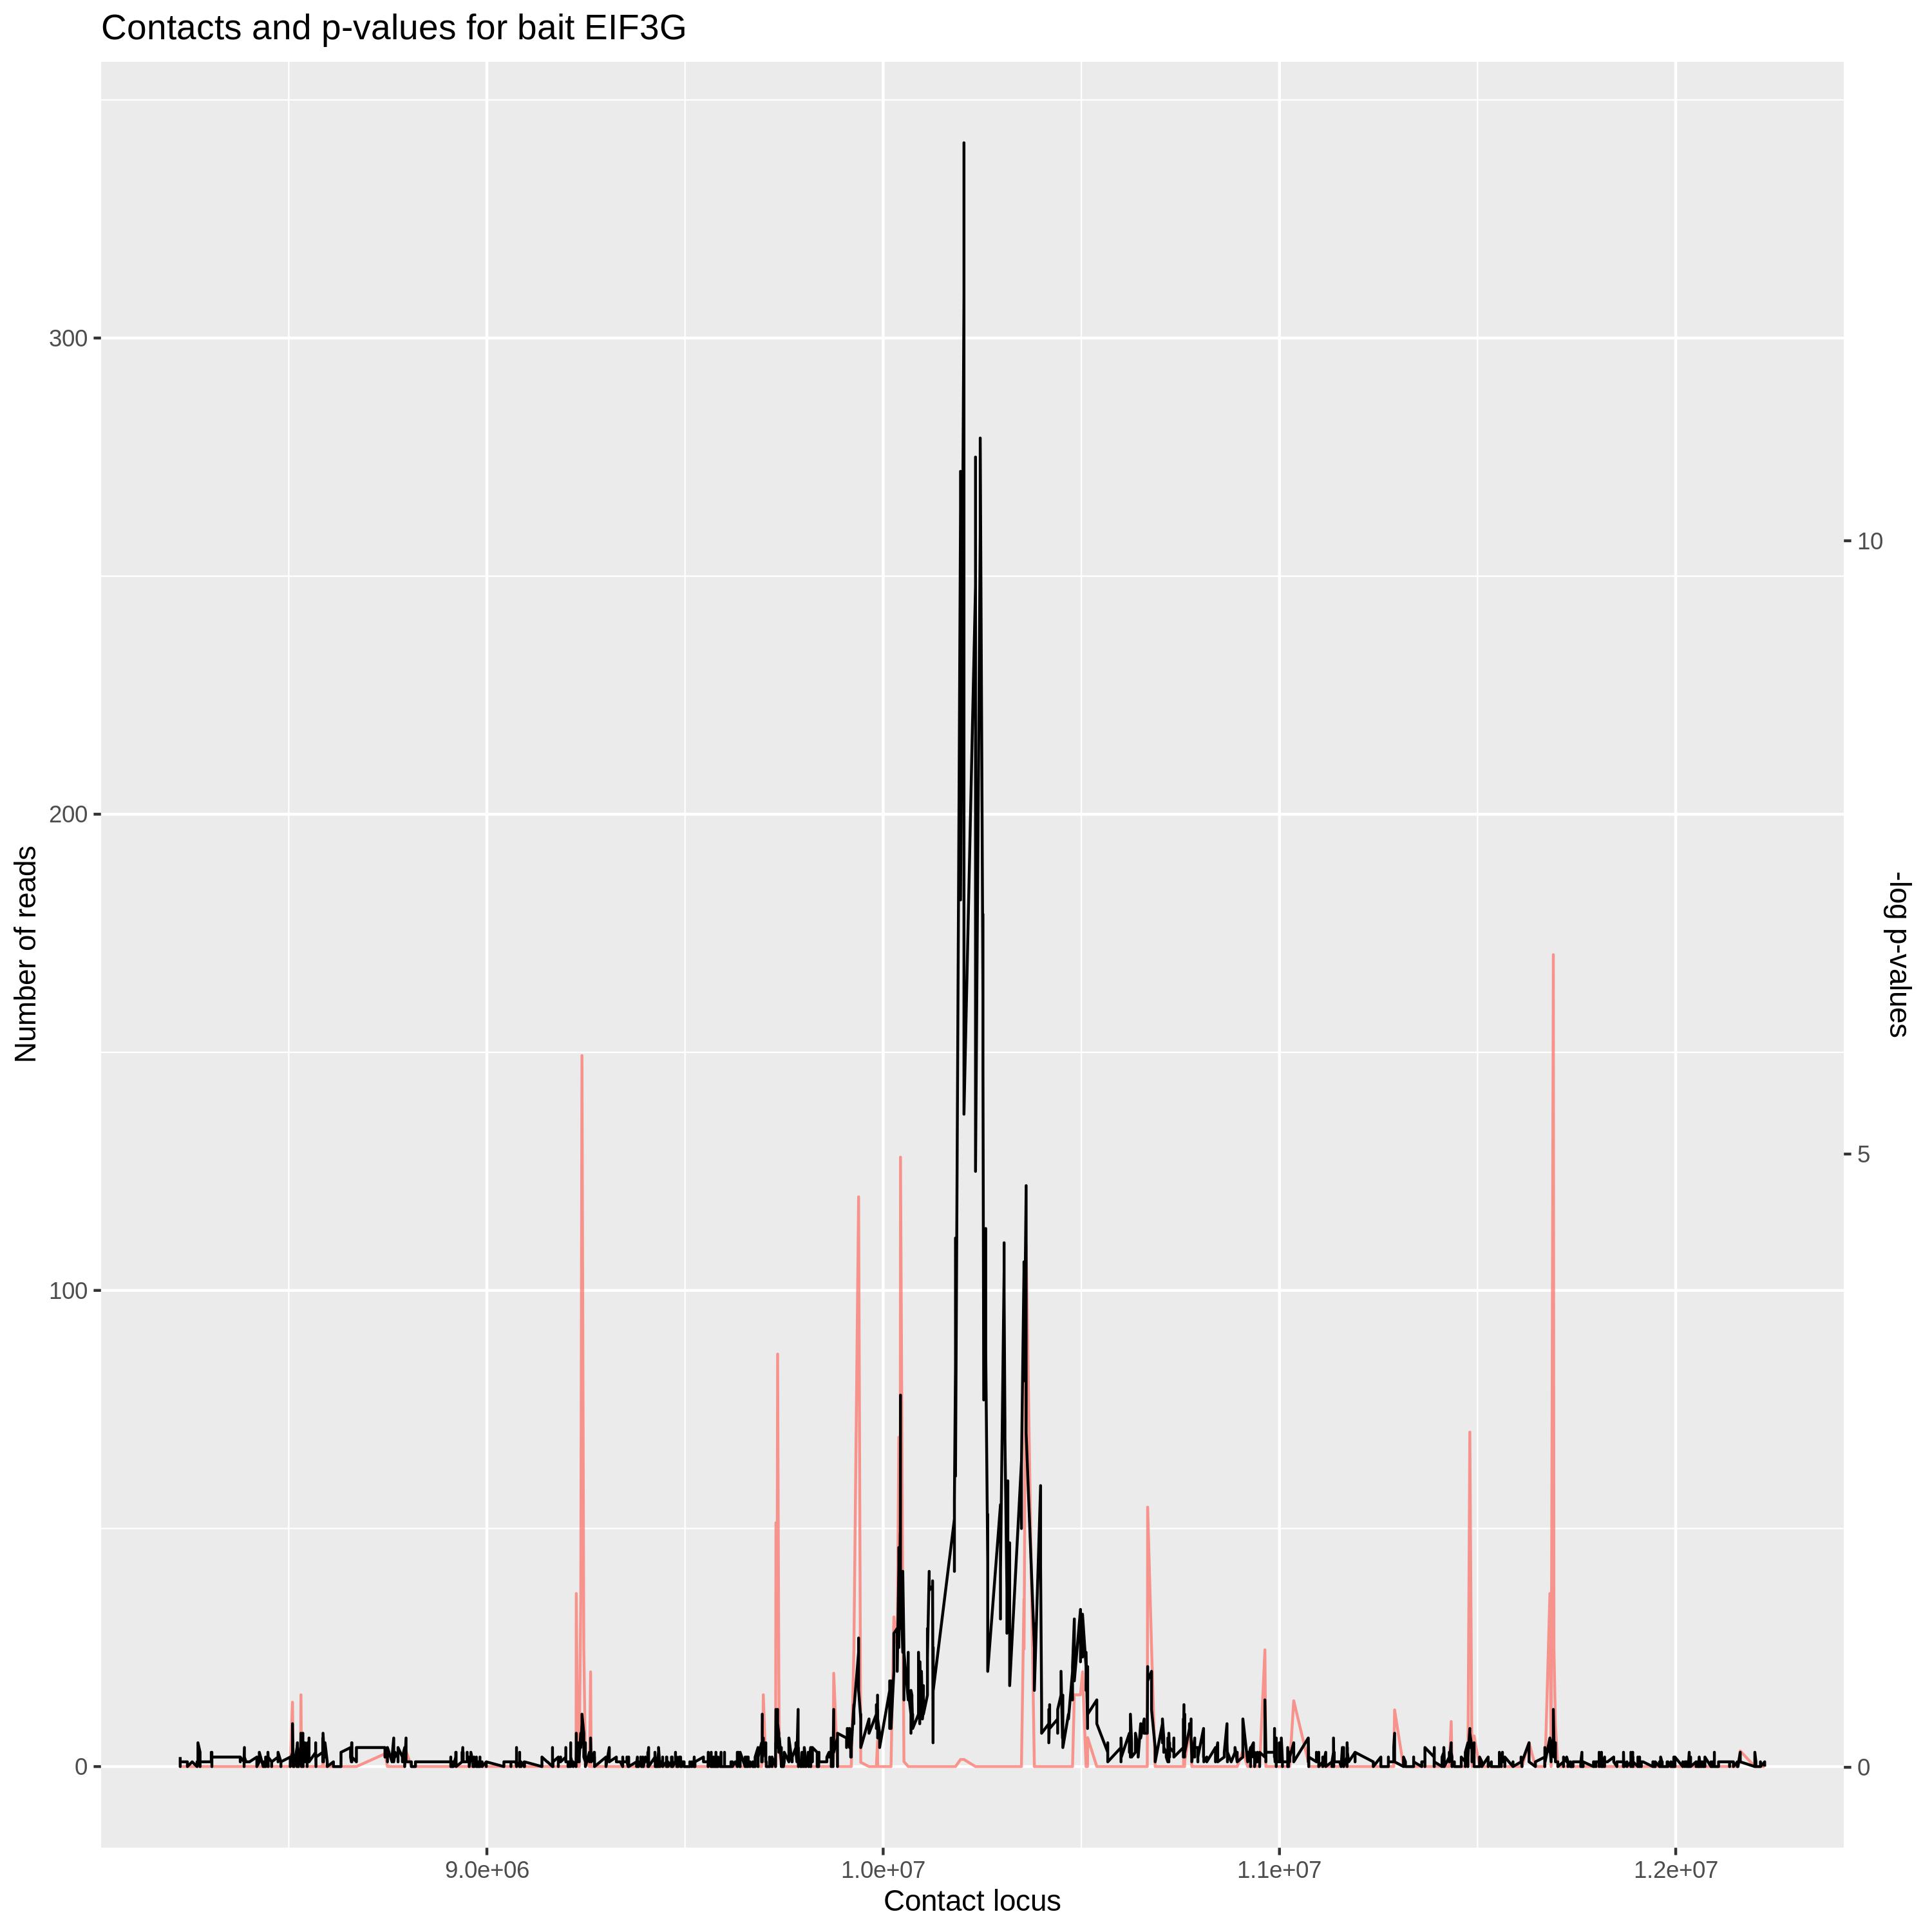 Contacts and p-values for bait EIF3G
300
200
100
0
Number of reads
10
5
0
-log p-values
9.0e+06
1.0e+07
1.1e+07
1.2e+07
Contact locus